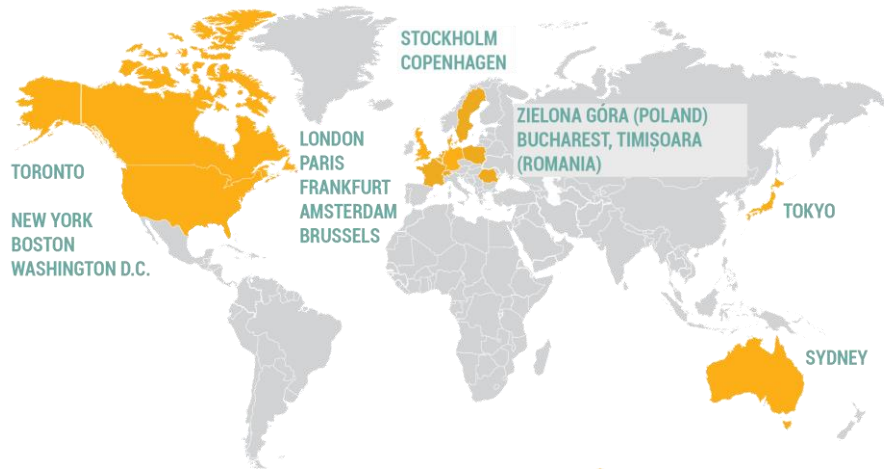 STOCKHOLM
COPENHAGEN
ZIELONA GÓRA (POLAND)
BUCHAREST, TIMIȘOARA
(ROMANIA)
LONDON
PARIS
FRANKFURT
AMSTERDAM
BRUSSELS
TORONTO
NEW YORK
BOSTON
WASHINGTON D.C.
TOKYO
SYDNEY